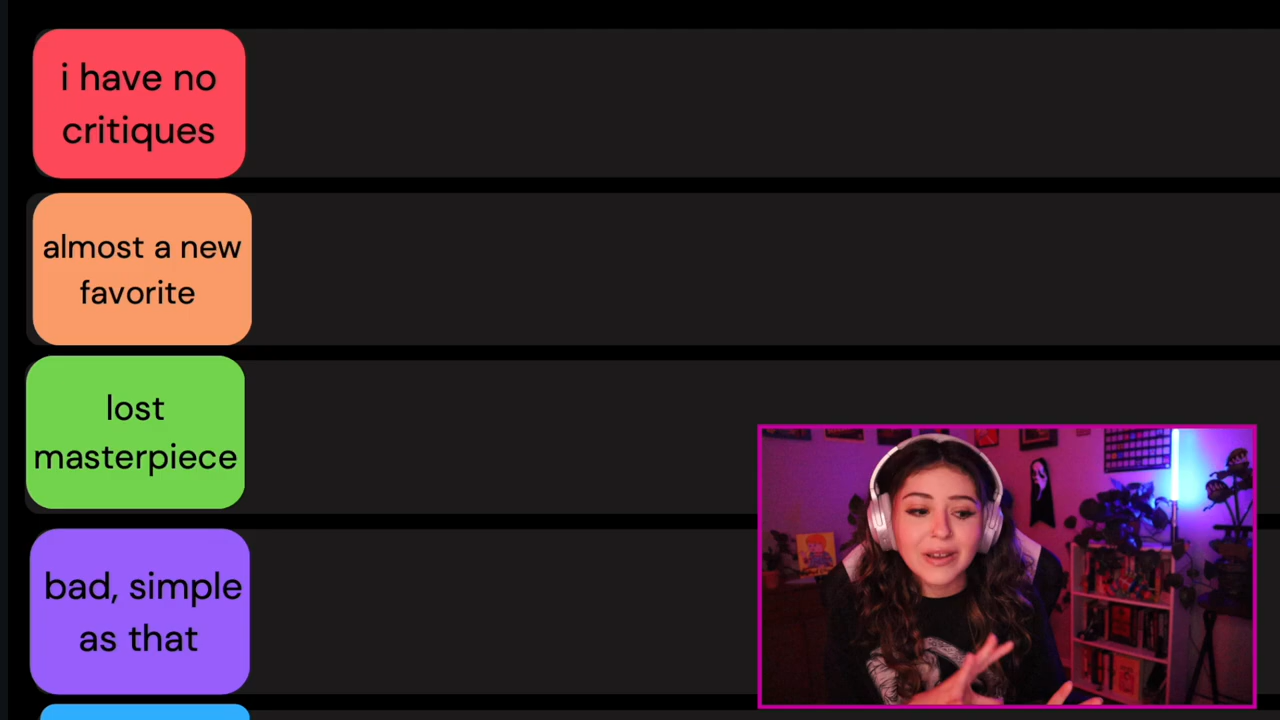 i have no
critiques
almost a new
favorite
lost
masterpiece
bad, simple
as that